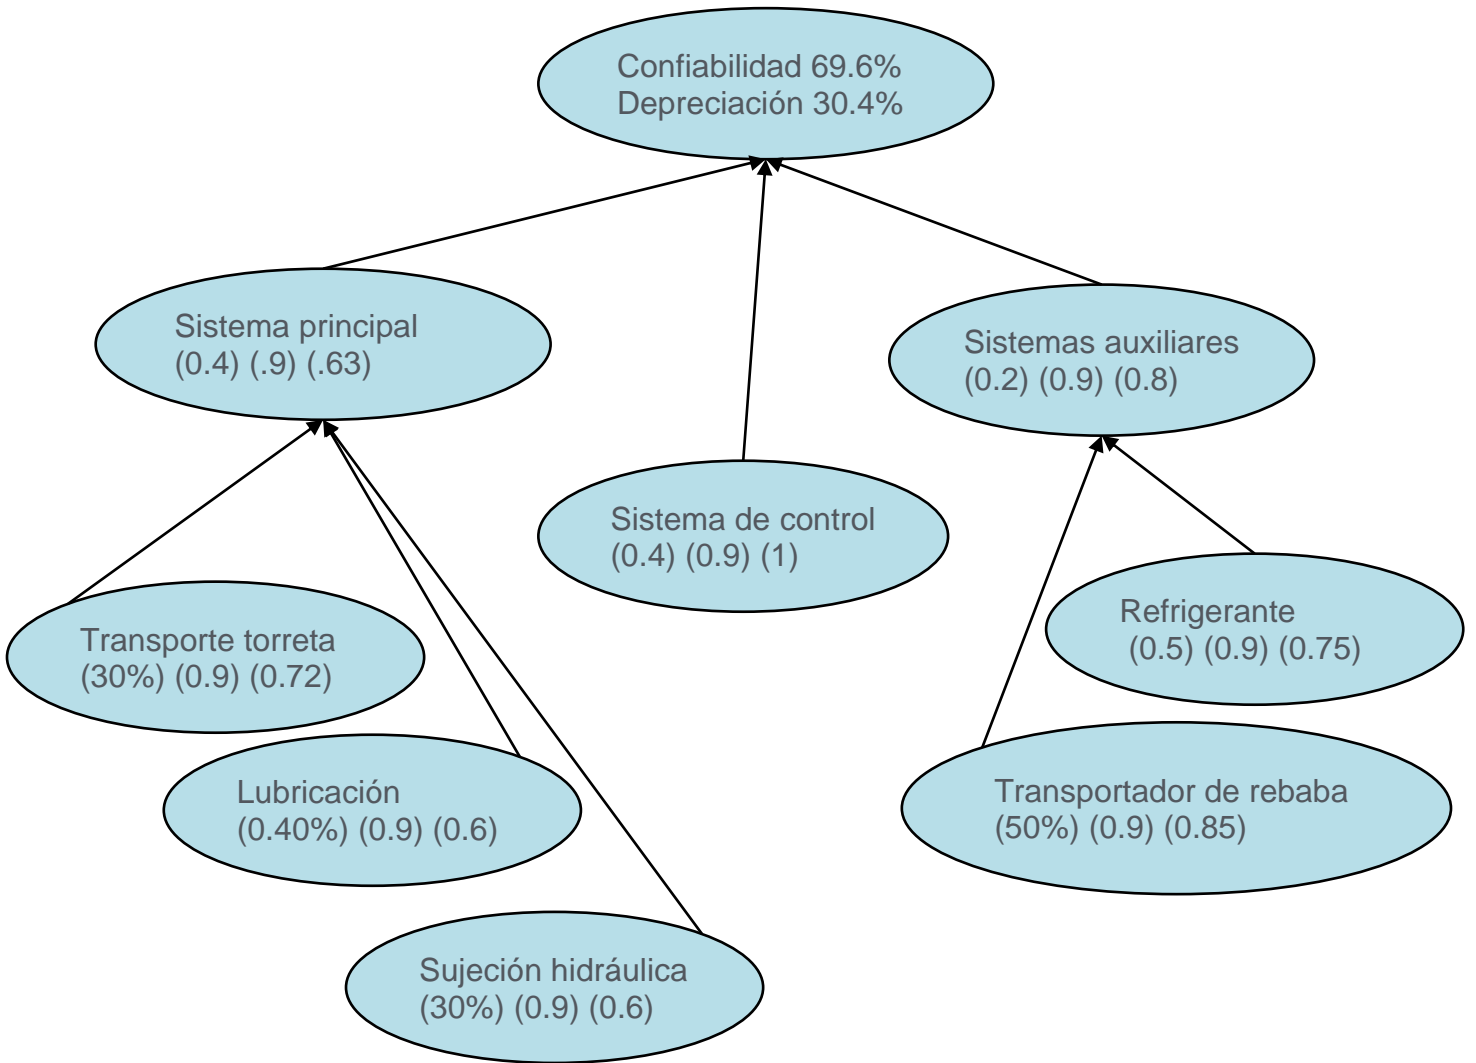 Confiabilidad 69.6%
Depreciación 30.4%
Sistema principal
(0.4) (.9) (.63)
Sistemas auxiliares
(0.2) (0.9) (0.8)
Sistema de control
(0.4) (0.9) (1)
Transporte torreta
(30%) (0.9) (0.72)
Refrigerante
(0.5) (0.9) (0.75)
Lubricación
(0.40%) (0.9) (0.6)
Transportador de rebaba
(50%) (0.9) (0.85)
Sujeción hidráulica
(30%) (0.9) (0.6)